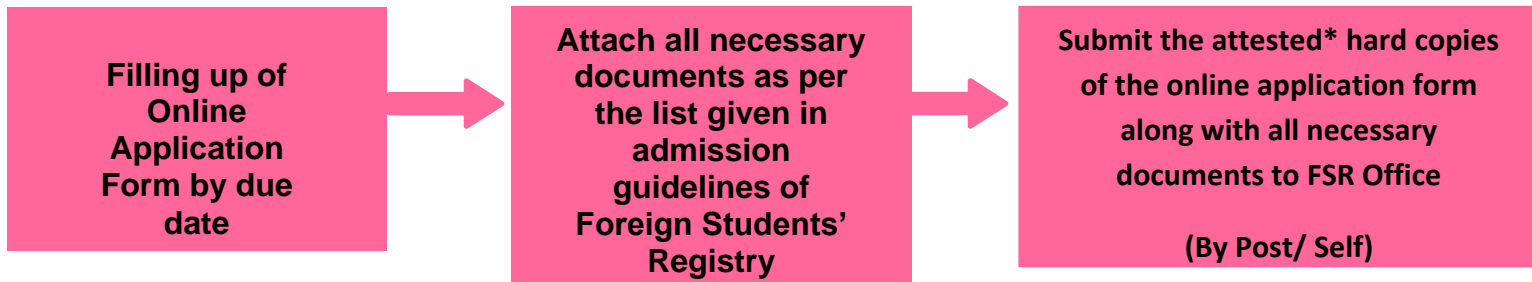 Filling up of
Online
Application
Form by due
date
Attach all necessary
documents as per
the list given in
admission
guidelines of
Foreign Students’
Registry
Submit the attested* hard copies
of the online application form
along with all necessary
documents to FSR Office
(By Post/ Self)